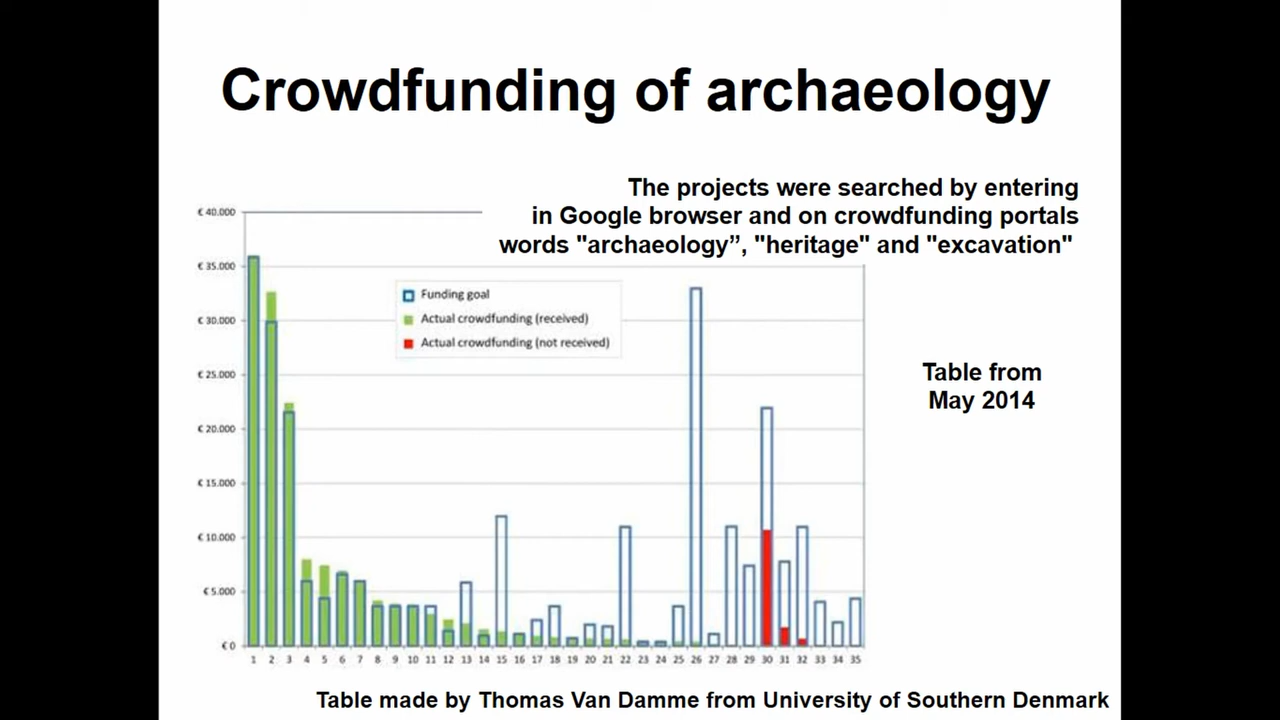 Crowdfunding of archaeology
The projects were searched by entering
in Google browser and on crowdfunding portals
words "archaeology”, "heritage" and "excavation"
€ 40.000
€ 35.000
€ 30.000
€ 25.000
€ 20.000
€ 15.000
€ 10.000
€ 5.000
€ 0
Funding goal
Actual crowdfunding (received)
Actual crowdfunding (not received)
Table from
May 2014
1 2 3 4 5 6 7 8 9 10 11 12 13 14 15 16 17 18 19 20 21 22 23 24 25 26 27 28 29 30 31 32 33 34 35
Table made by Thomas Van Damme from University of Southern Denmark